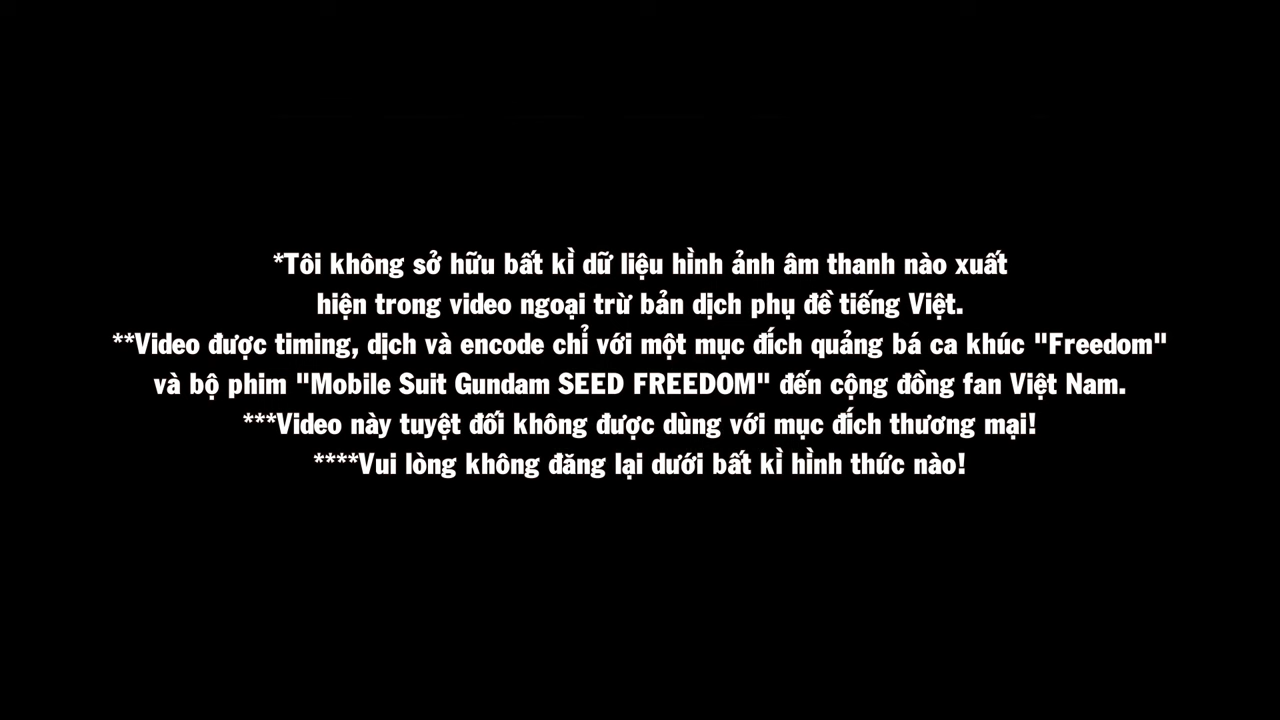 *Tôi không sở hữu bất kì dữ liệu hình ảnh âm thanh nào xuất
hiện trong video ngoại trừ bản dịch phụ đề tiếng Việt.
**Video được timing, dịch và encode chỉ với một mục đích quảng bá ca khúc "Freedom"
và bộ phim "Mobile Suit Gundam SEED FREEDOM" đến cộng đồng fan Việt Nam.
***Video này tuyệt đối không được dùng với mục đích thương mại!
****Vui lòng không đăng lại dưới bất kì hình thức nào!